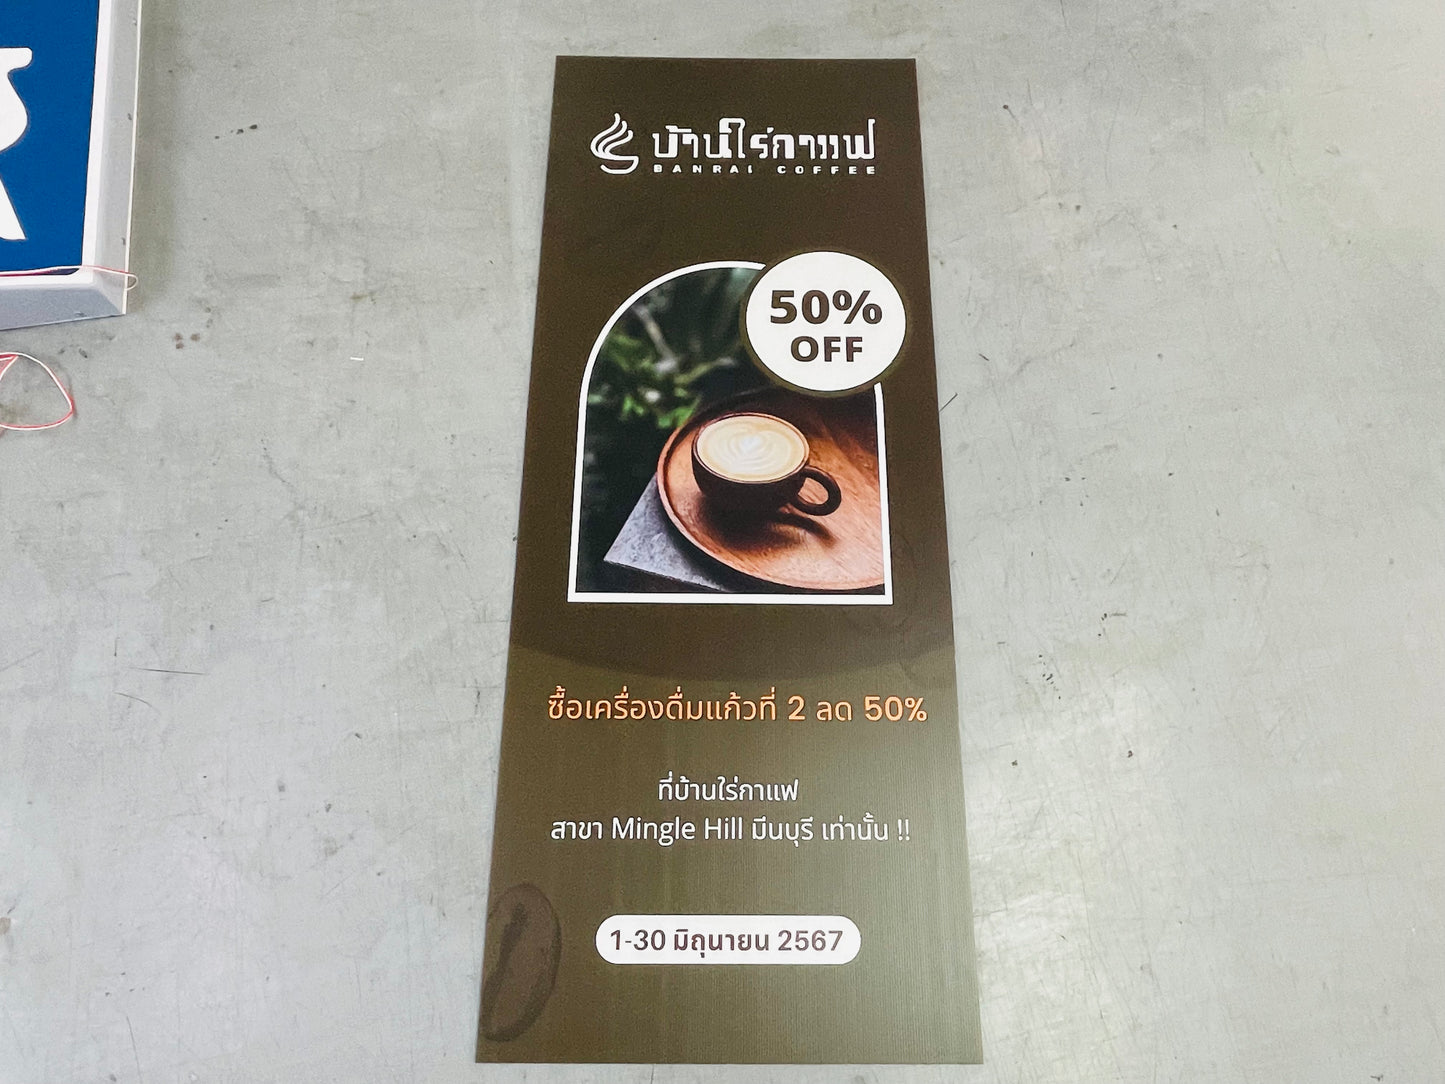 บ้านใร่กาแฟ
BANRAI COFFEE
50%
OFF
ซื้อเครื่องดื่มแก้วที่ 2 ลด 50%
ที่บ้านใร่กาแฟ
สาขา Mingle Hill มีนบุรี เท่านั้น !!
1-30 มิถุนายน 2567